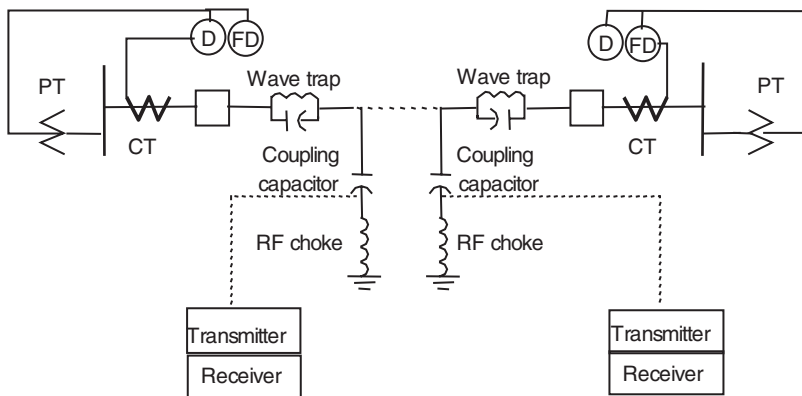 D FD
D FD
PT
Wave trap
Wave trap
PT
CT
CT
Coupling
capacitor
Coupling
capacitor
RF choke
RF choke
Transmitter
Receiver
Transmitter
Receiver